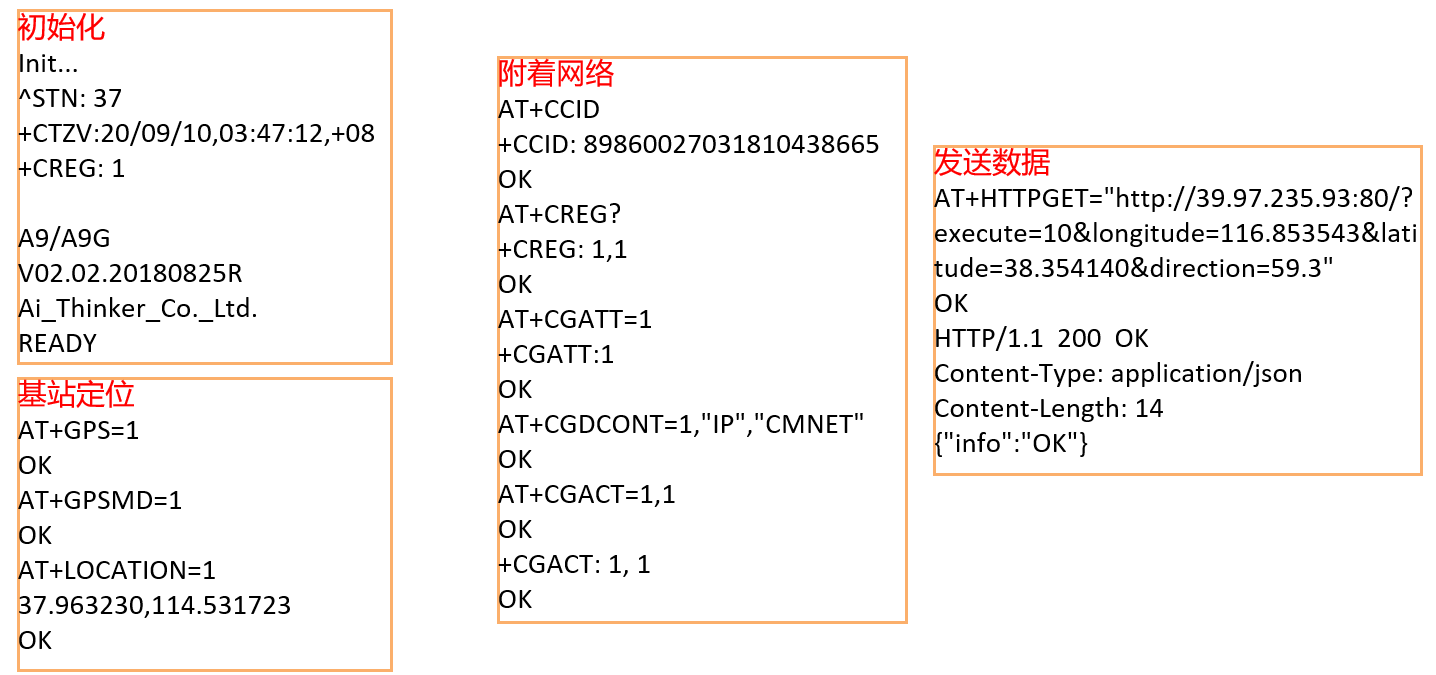 初始化
Init...
^STN: 37
+CTZV:20/09/10,03:47:12,+08
+CREG: 1
A9/A9G
V02.02.20180825R
Ai_Thinker_Co._Ltd.
READY
基站定位
AT+GPS=1
OK
AT+GPSMD=1
OK
AT+LOCATION=1
37.963230,114.531723
OK
附着网络
AT+CCID
+CCID: 89860027031810438665
OK
AT+CREG?
+CREG: 1,1
OK
AT+CGATT=1
+CGATT:1
OK
AT+CGDCONT=1,"IP","CMNET"
OK
AT+CGACT=1,1
OK
+CGACT: 1, 1
OK
发送数据
AT+HTTPGET="http://39.97.235.93:80/?
execute=10&longitude=116.853543&lati
tude=38.354140&direction=59.3"
OK
HTTP/1.1  200  OK
Content-Type: application/json
Content-Length: 14
{"info":"OK"}